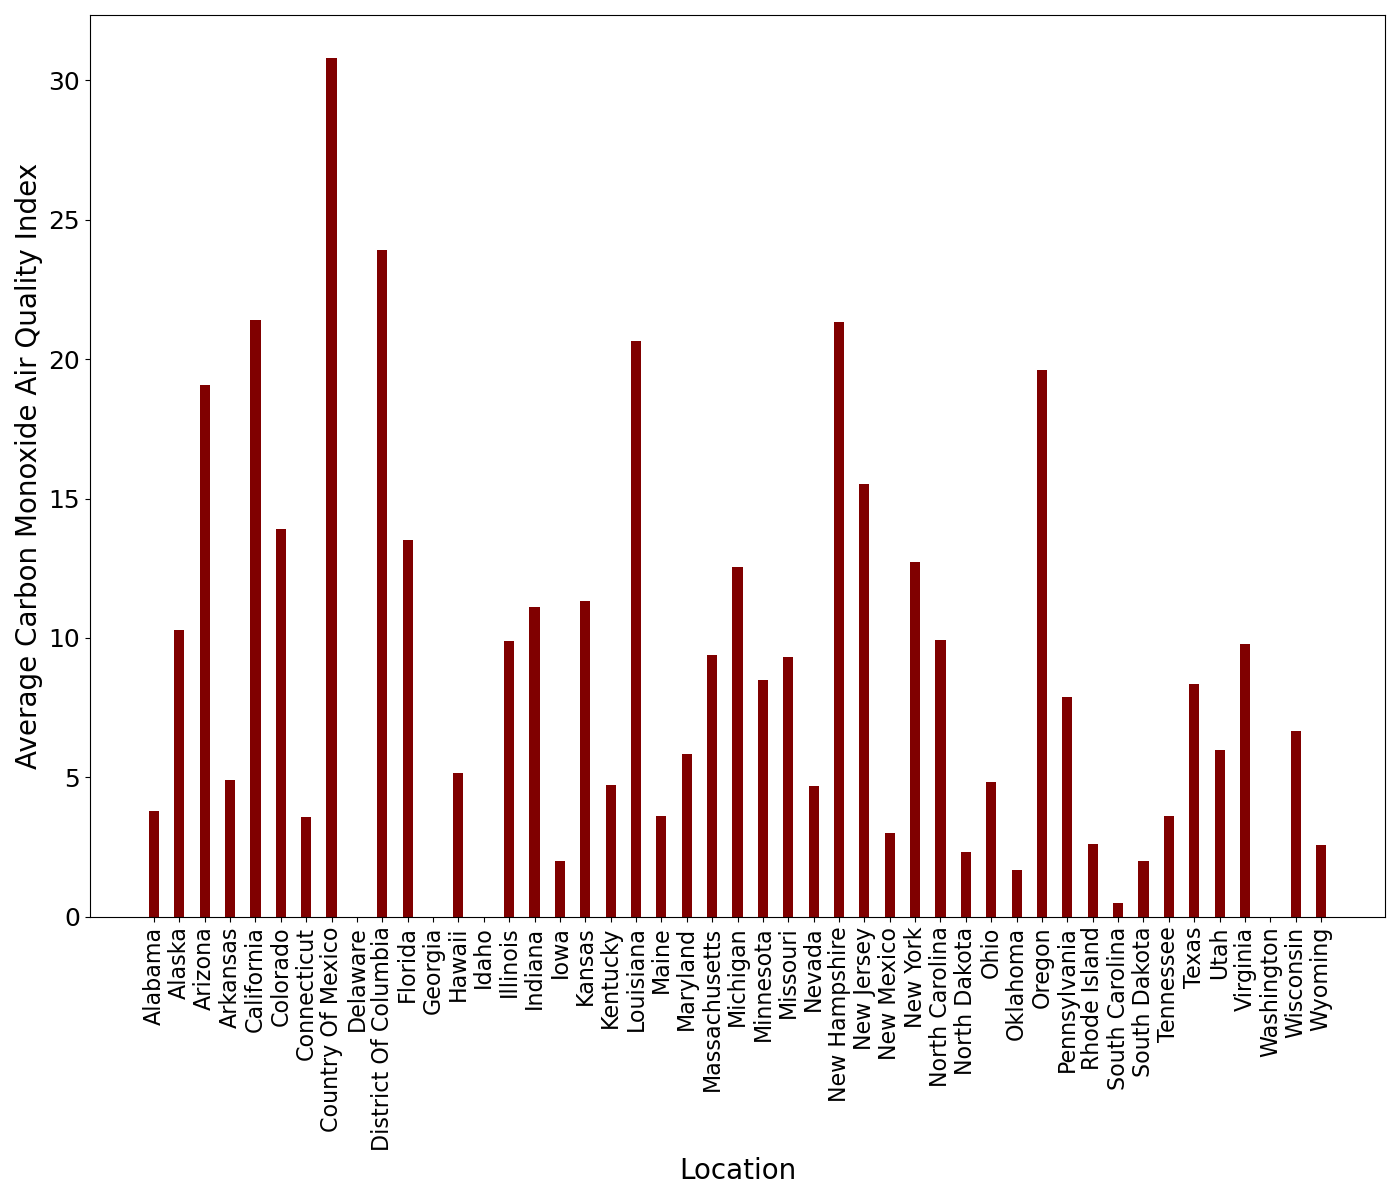 Average Carbon Monoxide Air Quality Index
30
25
20
15
10
5
0
Alabama
Alaska
Arizona
Arkansas
California
Colorado
Connecticut
Country Of Mexico
Delaware
District Of Columbia
Florida
Georgia
Hawaii
Idaho
Illinois
Indiana
Iowa
Kansas
Kentucky
Louisiana
Maine
Maryland
Massachusetts
Michigan
Minnesota
Missouri
Nevada
New Hampshire
New Jersey
New Mexico
New York
North Carolina
North Dakota
Ohio
Oklahoma
Oregon
Pennsylvania
Rhode Island
South Carolina
South Dakota
Tennessee
Texas
Utah
Virginia
Washington
Wisconsin
Wyoming
Location